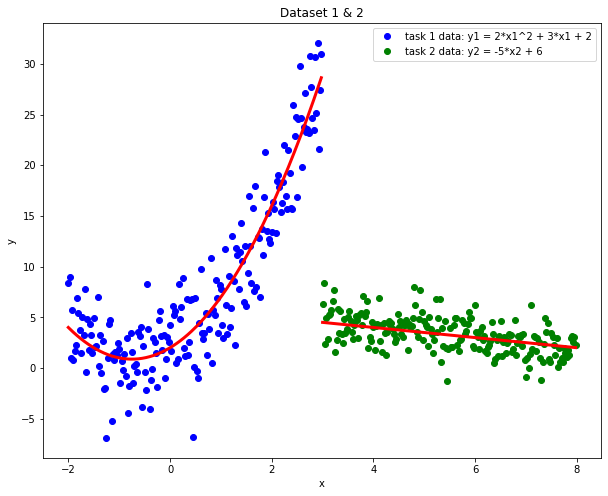 Dataset 1 & 2
task 1 data: y1 = 2*x1^2 + 3*x1 + 2
task 2 data: y2 = -5*x2 + 6
30
25
20
15
10
5
0
−5
y
−2
0
2
4
6
8
x